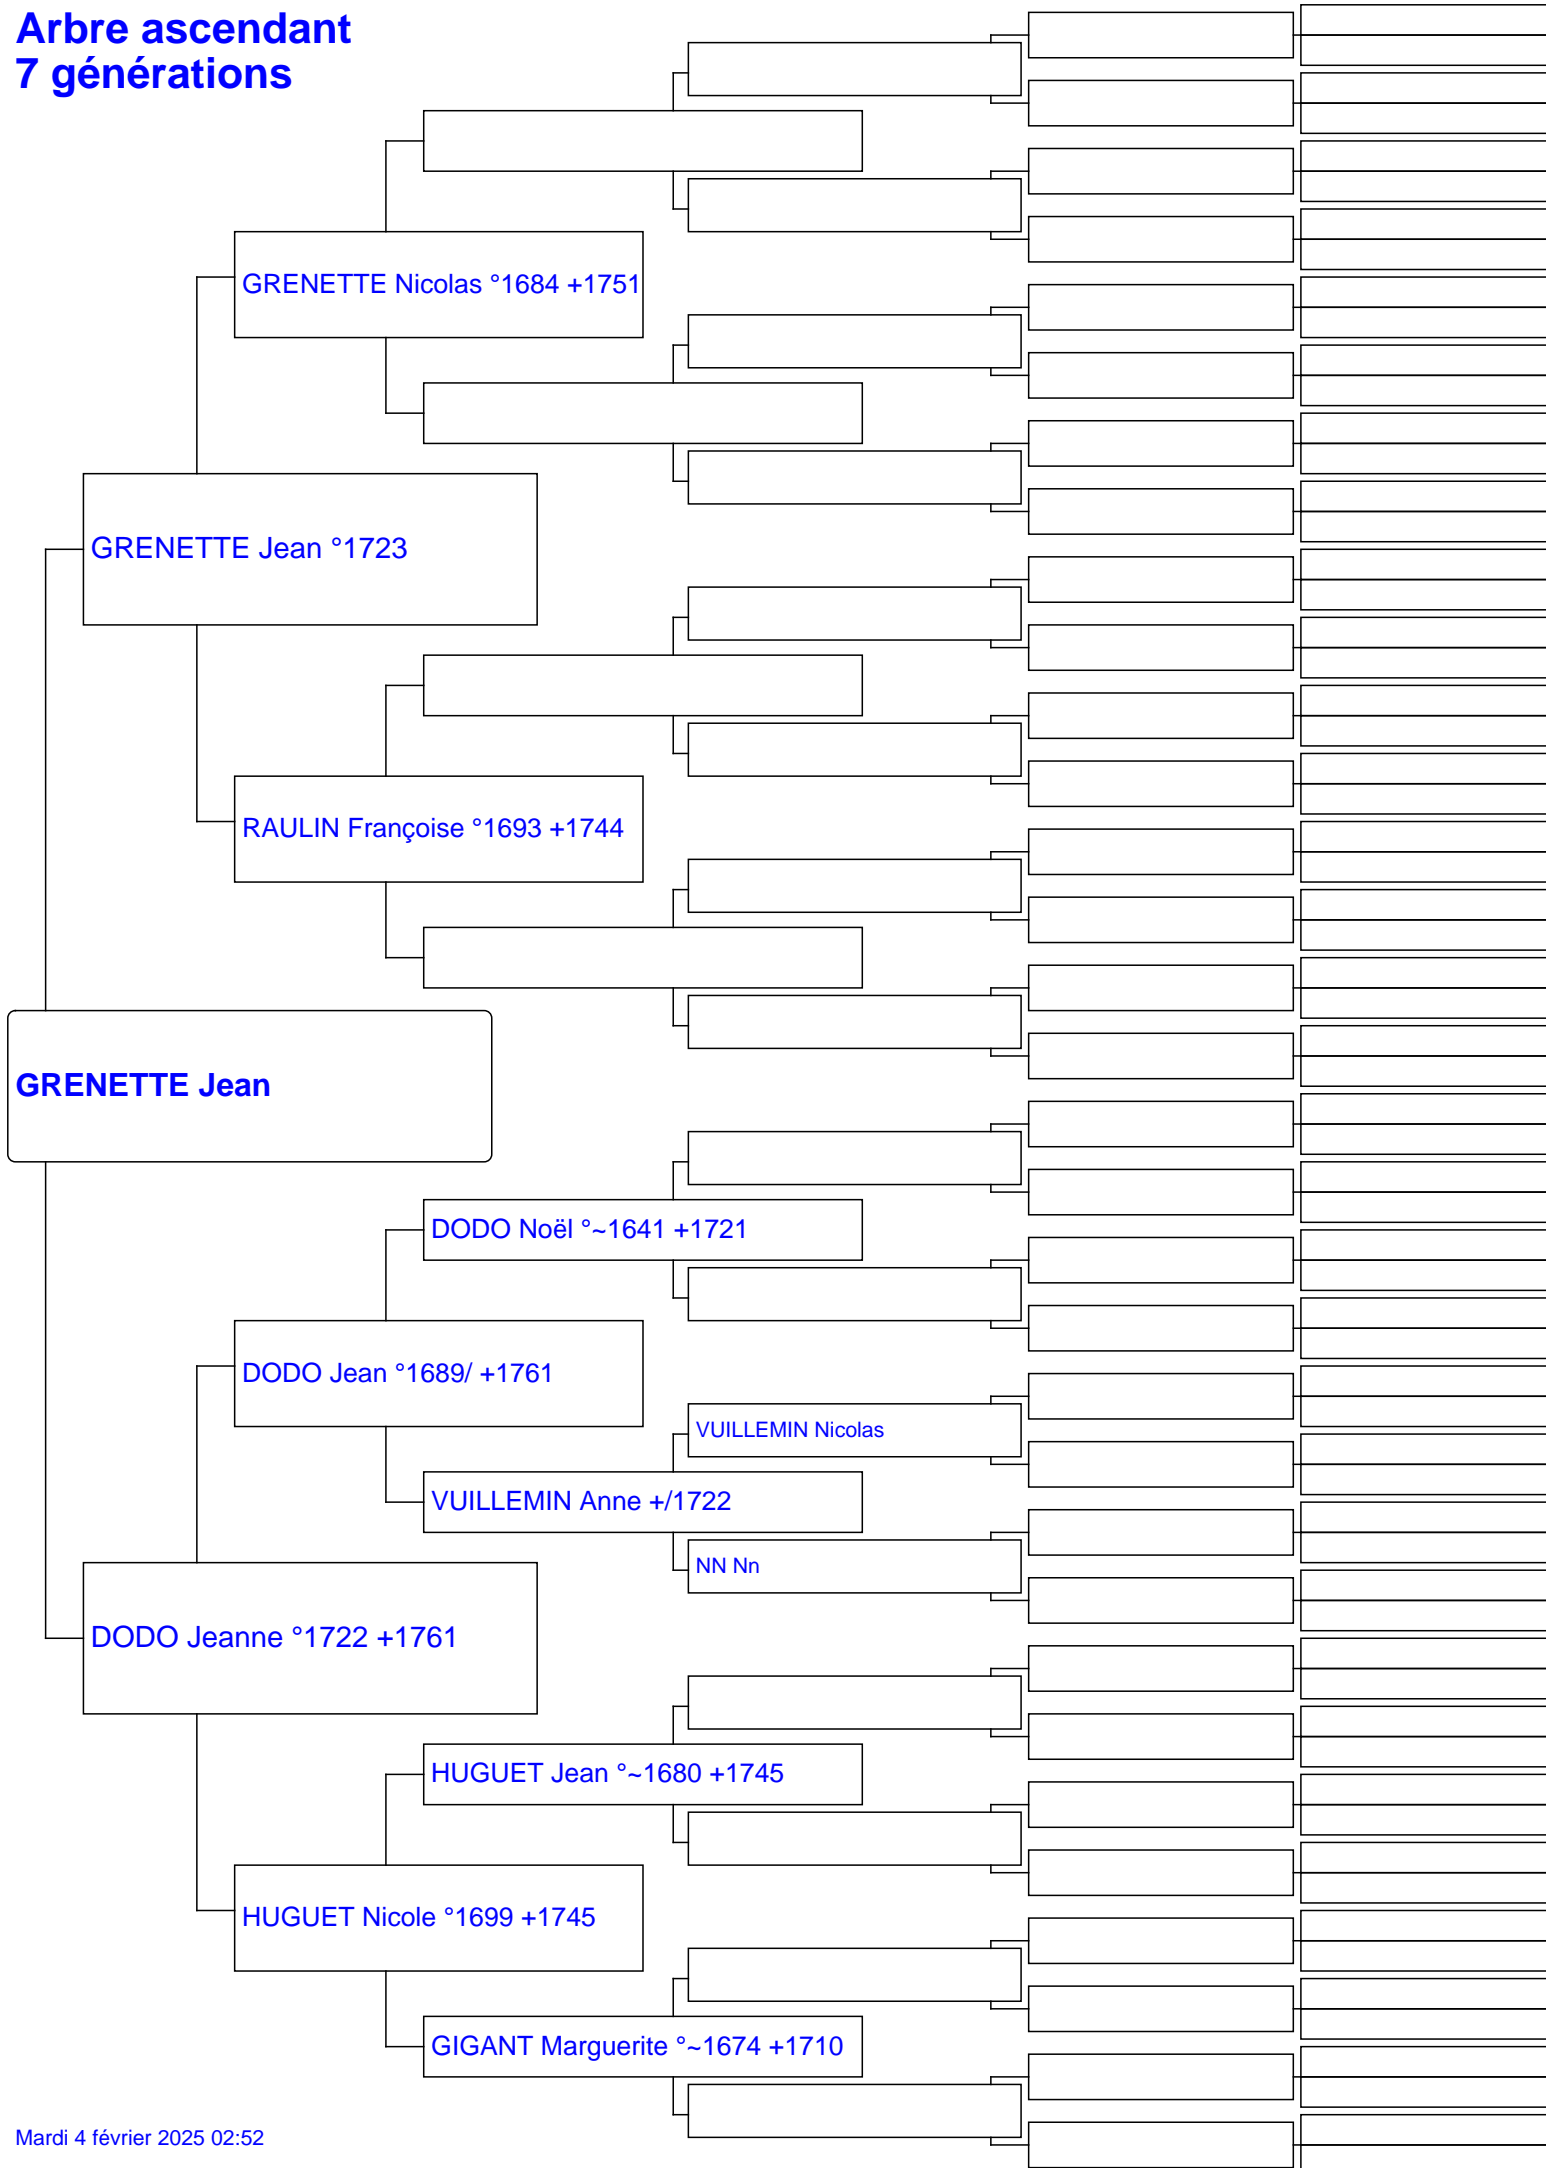 Arbre ascendant
7 générations
GRENETTE Nicolas °1684 +1751
GRENETTE Jean °1723
RAULIN Françoise °1693 +1744
GRENETTE Jean
DODO Noël °~1641 +1721
DODO Jean °1689/ +1761
VUILLEMIN Nicolas
VUILLEMIN Anne +/1722
NN Nn
DODO Jeanne °1722 +1761
HUGUET Jean °~1680 +1745
HUGUET Nicole °1699 +1745
GIGANT Marguerite °~1674 +1710
Mardi 4 février 2025 02:52